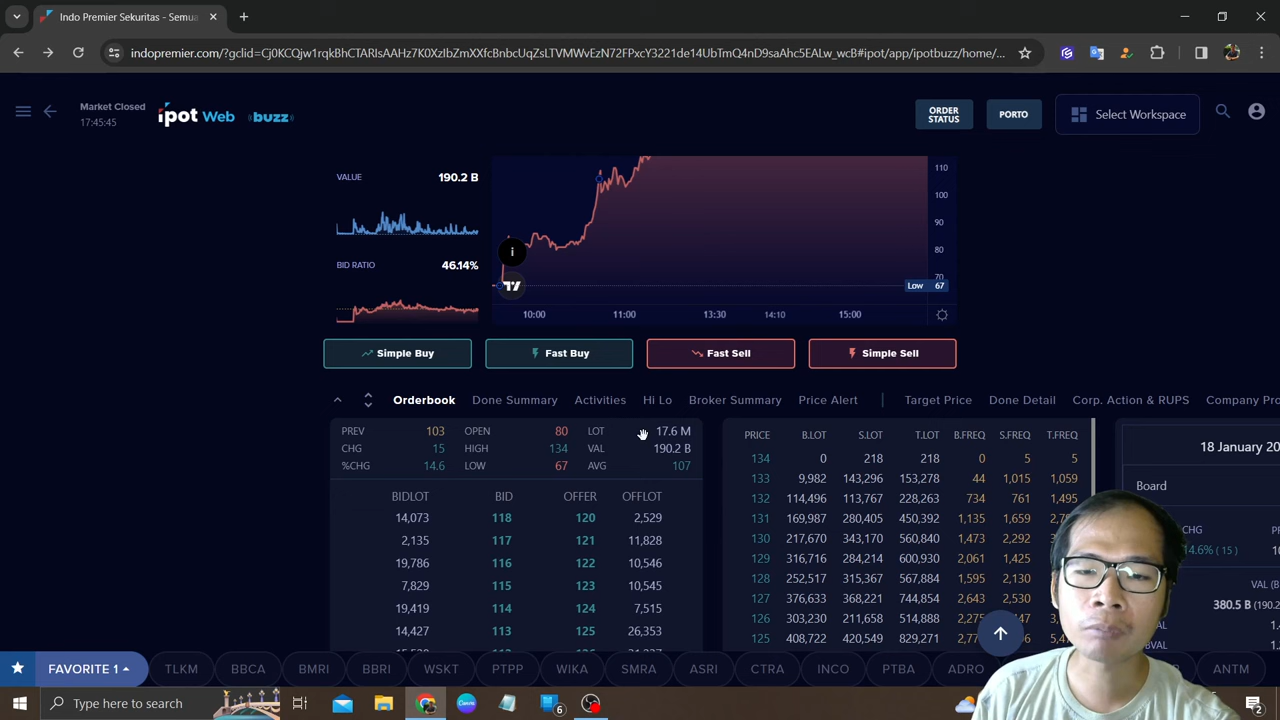 Indo Premier Sekuritas - Semua
indopremier.com/?gclid=Cj0KCQjw1rqkBhCTARIsAAHz7K0XzIbZmXXfcBnbcUqZsLTVMWvEzN72FPxcY3221de14UbTmQ4nD9saAhc5EALw_wcB#ipot/app/ipotbuzz/home/...
Market Closed
17:45:45
ipot Web
buzz
ORDER
STATUS
PORTO
Select Workspace
VALUE 190.2 B
BID RATIO 46.14%
110
100
90
80
70
Low 67
10:00 11:00 13:30 14:10 15:00
Simple Buy Fast Buy Fast Sell Simple Sell
Orderbook Done Summary Activities Hi Lo Broker Summary Price Alert Target Price Done Detail Corp. Action & RUPS Company Pro
PREV 103 OPEN 80 LOT 17.6 M
CHG 15 HIGH 134 VAL 190.2 B
%CHG 14.6 LOW 67 AVG 107
BIDLOT BID OFFER OFFLOT
14,073 118 120 2,529
2,135 117 121 11,828
19,786 116 122 10,546
7,829 115 123 10,545
19,419 114 124 7,515
14,427 113 125 26,353
PRICE B.LOT S.LOT T.LOT B.FREQ S.FREQ T.FREQ
134 0 218 218 0 5 5
133 9,982 143,296 153,278 44 1,015 1,059
132 114,496 113,767 228,263 734 761 1,495
131 169,987 280,405 450,392 1,135 1,659
130 217,670 343,170 560,840 1,473 2,292
129 316,716 284,214 600,930 2,061 1,425
128 252,517 315,367 567,884 1,595 2,130
127 376,633 368,221 744,854 2,643 2,530
126 303,230 211,658 514,888
125 408,722 420,549 829,271
18 January
Board
CHG
14.6% ( 15 )
VAL (B
380.5 B (190.2
FAVORITE 1 TLKM BBCA BMRI BBRI WSKT PTPP WIKA SMRA ASRI CTRA INCO PTBA ADRO ANTM
Type here to search
6
2